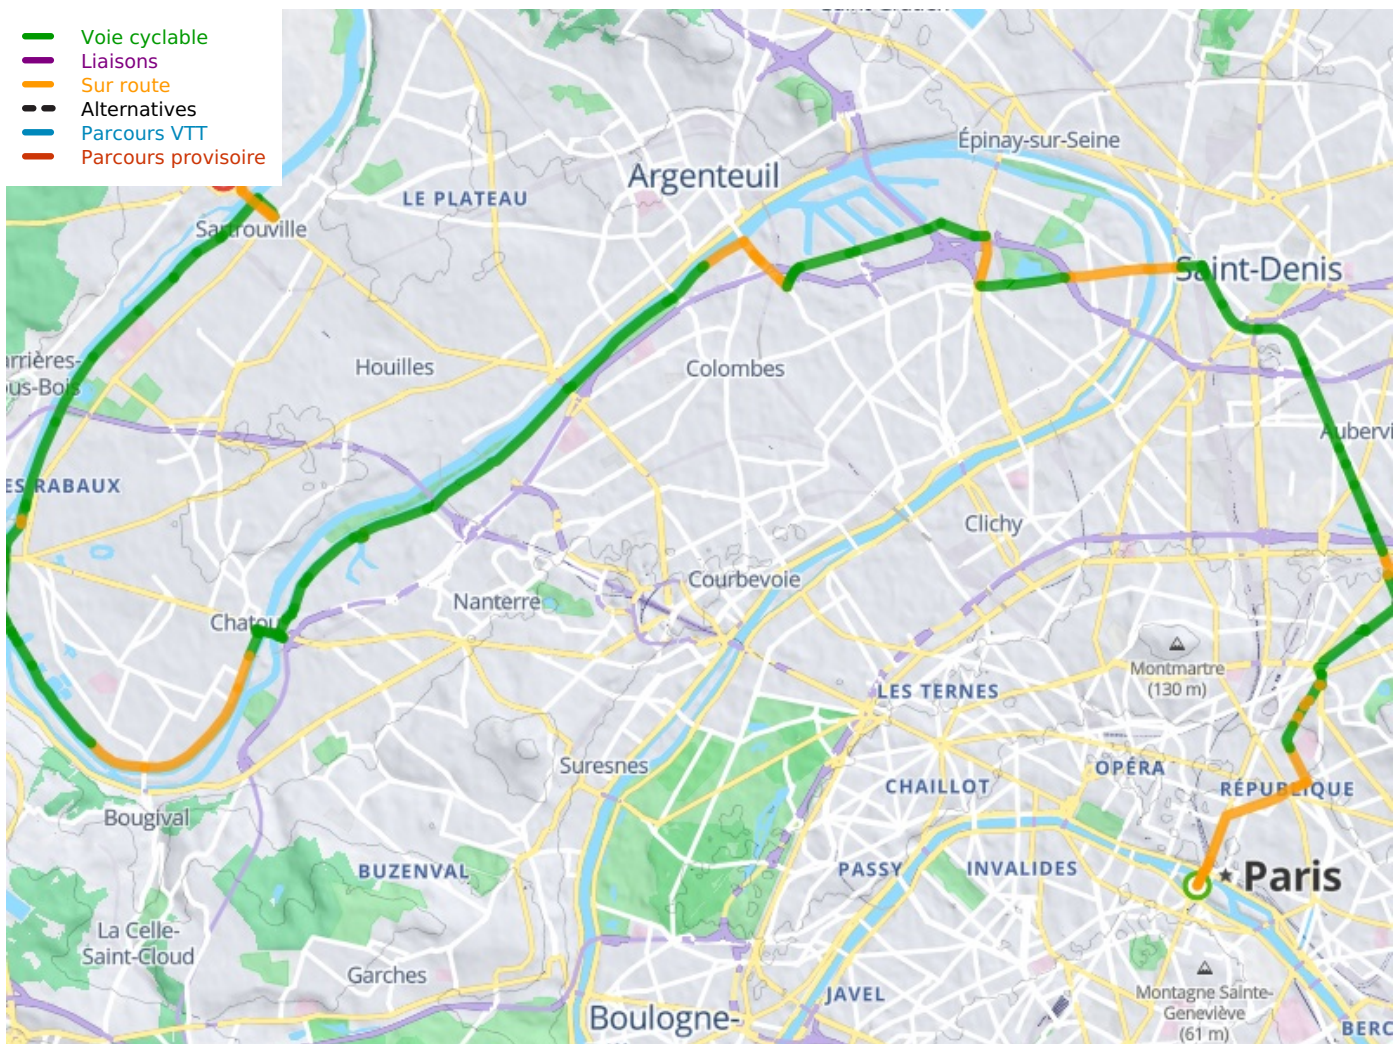 Voie cyclable
Liaisons
Sur route
Alternatives
Parcours VTT
Parcours provisoire
Épinay-sur-Seine
Argenteuil
LE PLATEAU
Sartrouville
Saint-Denis
arrières-
ous-Bois
Houilles
Colombes
Aubervi
ES RABAUX
Clichy
Courbevoie
Nanterre
Chatou
Montmartre
(130 m)
LES TERNES
Suresnes
OPÉRA
CHAILLOT
RÉPUBLIQUE
Bougival
BUZENVAL
PASSY
INVALIDES
Paris
La Celle-
Saint-Cloud
Garches
JAVEL
Montagne Sainte-
Geneviève
(61 m)
Boulogne-
BERC